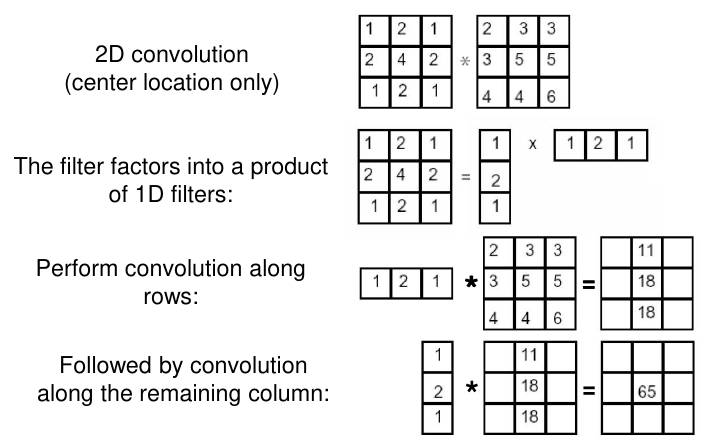 2D convolution
(center location only)
1 2 1
2 4 2
1 2 1
*
2 3 3
3 5 5
4 4 6
The filter factors into a product
of 1D filters:
1 2 1
2 4 2
1 2 1
=
1
2
1
x
1 2 1
Perform convolution along
rows:
1 2 1
*
2 3 3
3 5 5
4 4 6
=
11
18
18
Followed by convolution
along the remaining column:
1
2
1
*
11
18
18
=
65